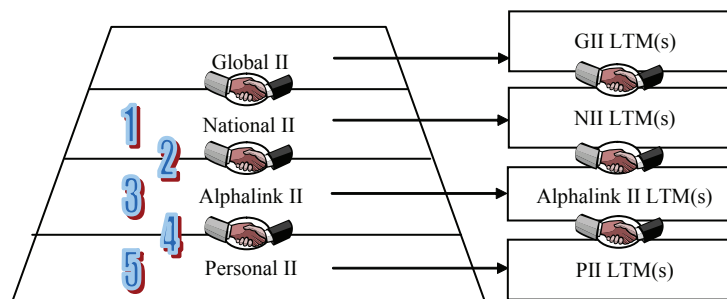 Global II
GII LTM(s)
1
National II
NII LTM(s)
2
3
Alphalink II
Alphalink II LTM(s)
4
5
Personal II
PII LTM(s)